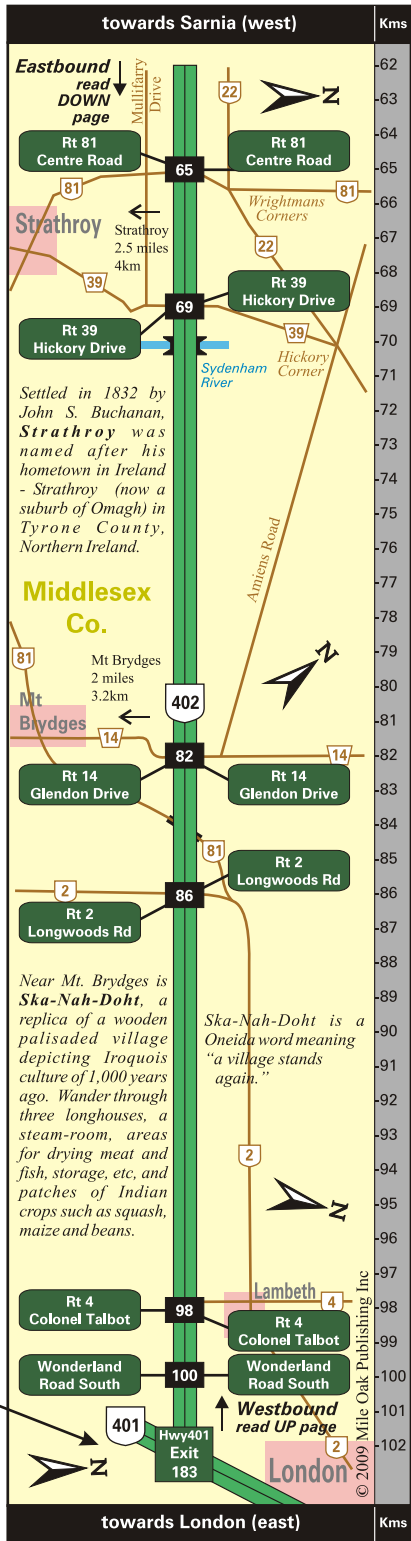 towards Sarnia (west)
Kms
Eastbound
read
DOWN
page
Mullifarry
Drive
22
N
62
63
64
65
66
67
68
69
70
71
72
73
74
75
76
77
78
79
80
81
82
83
84
85
86
87
88
89
90
91
92
93
94
95
96
97
98
99
100
101
102
Rt 81
Centre Road
65
Rt 81
Centre Road
81
81
Wrightmans
Corners
Strathroy
Strathroy
2.5 miles
4km
22
39
Rt 39
Hickory Drive
69
Rt 39
Hickory Drive
39
Hickory
Corner
Sydenham
River
Settled in 1832 by
John S. Buchanan,
Strathroy was
named after his
hometown in Ireland
- Strathroy (now a
suburb of Omagh) in
Tyrone County,
Northern Ireland.
Amiens Road
Middlesex
Co.
81
Mt Brydges
2 miles
3.2km
N
Mt
Brydges
402
14
82
14
Rt 14
Glendon Drive
Rt 14
Glendon Drive
81
Rt 2
Longwoods Rd
2
86
Rt 2
Longwoods Rd
Near Mt. Brydges is
Ska-Nah-Doht, a
replica of a wooden
palisaded village
depicting Iroquois
culture of 1,000 years
ago. Wander through
three longhouses, a
steam-room, areas
for drying meat and
fish, storage, etc, and
patches of Indian
crops such as squash,
maize and beans.
Ska-Nah-Doht is a
Oneida word meaning
“a village stands
again.”
2
N
Lambeth
4
Rt 4
Colonel Talbot
98
Rt 4
Colonel Talbot
Wonderland
Road South
100
Wonderland
Road South
Westbound
read UP page
401
Hwy401
Exit
183
N
2
London
© 2009 Mile Oak Publishing Inc
towards London (east)
Kms